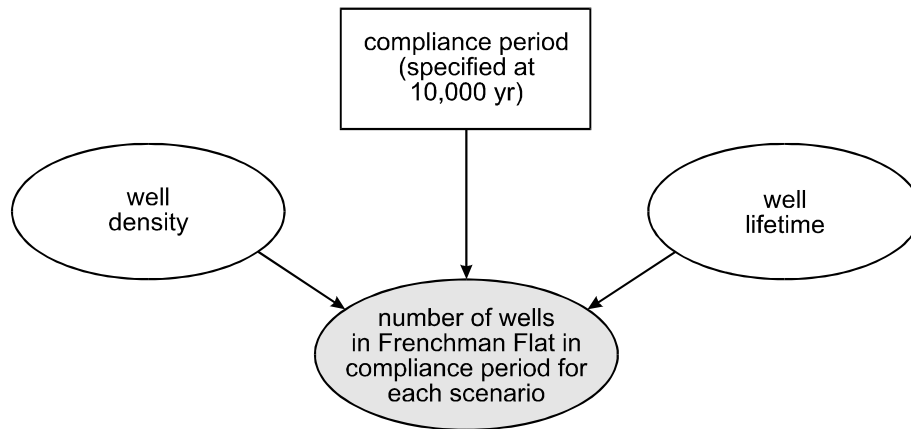 compliance period
(specified at
10,000 yr)
well
density
well
lifetime
number of wells
in Frenchman Flat in
compliance period for
each scenario